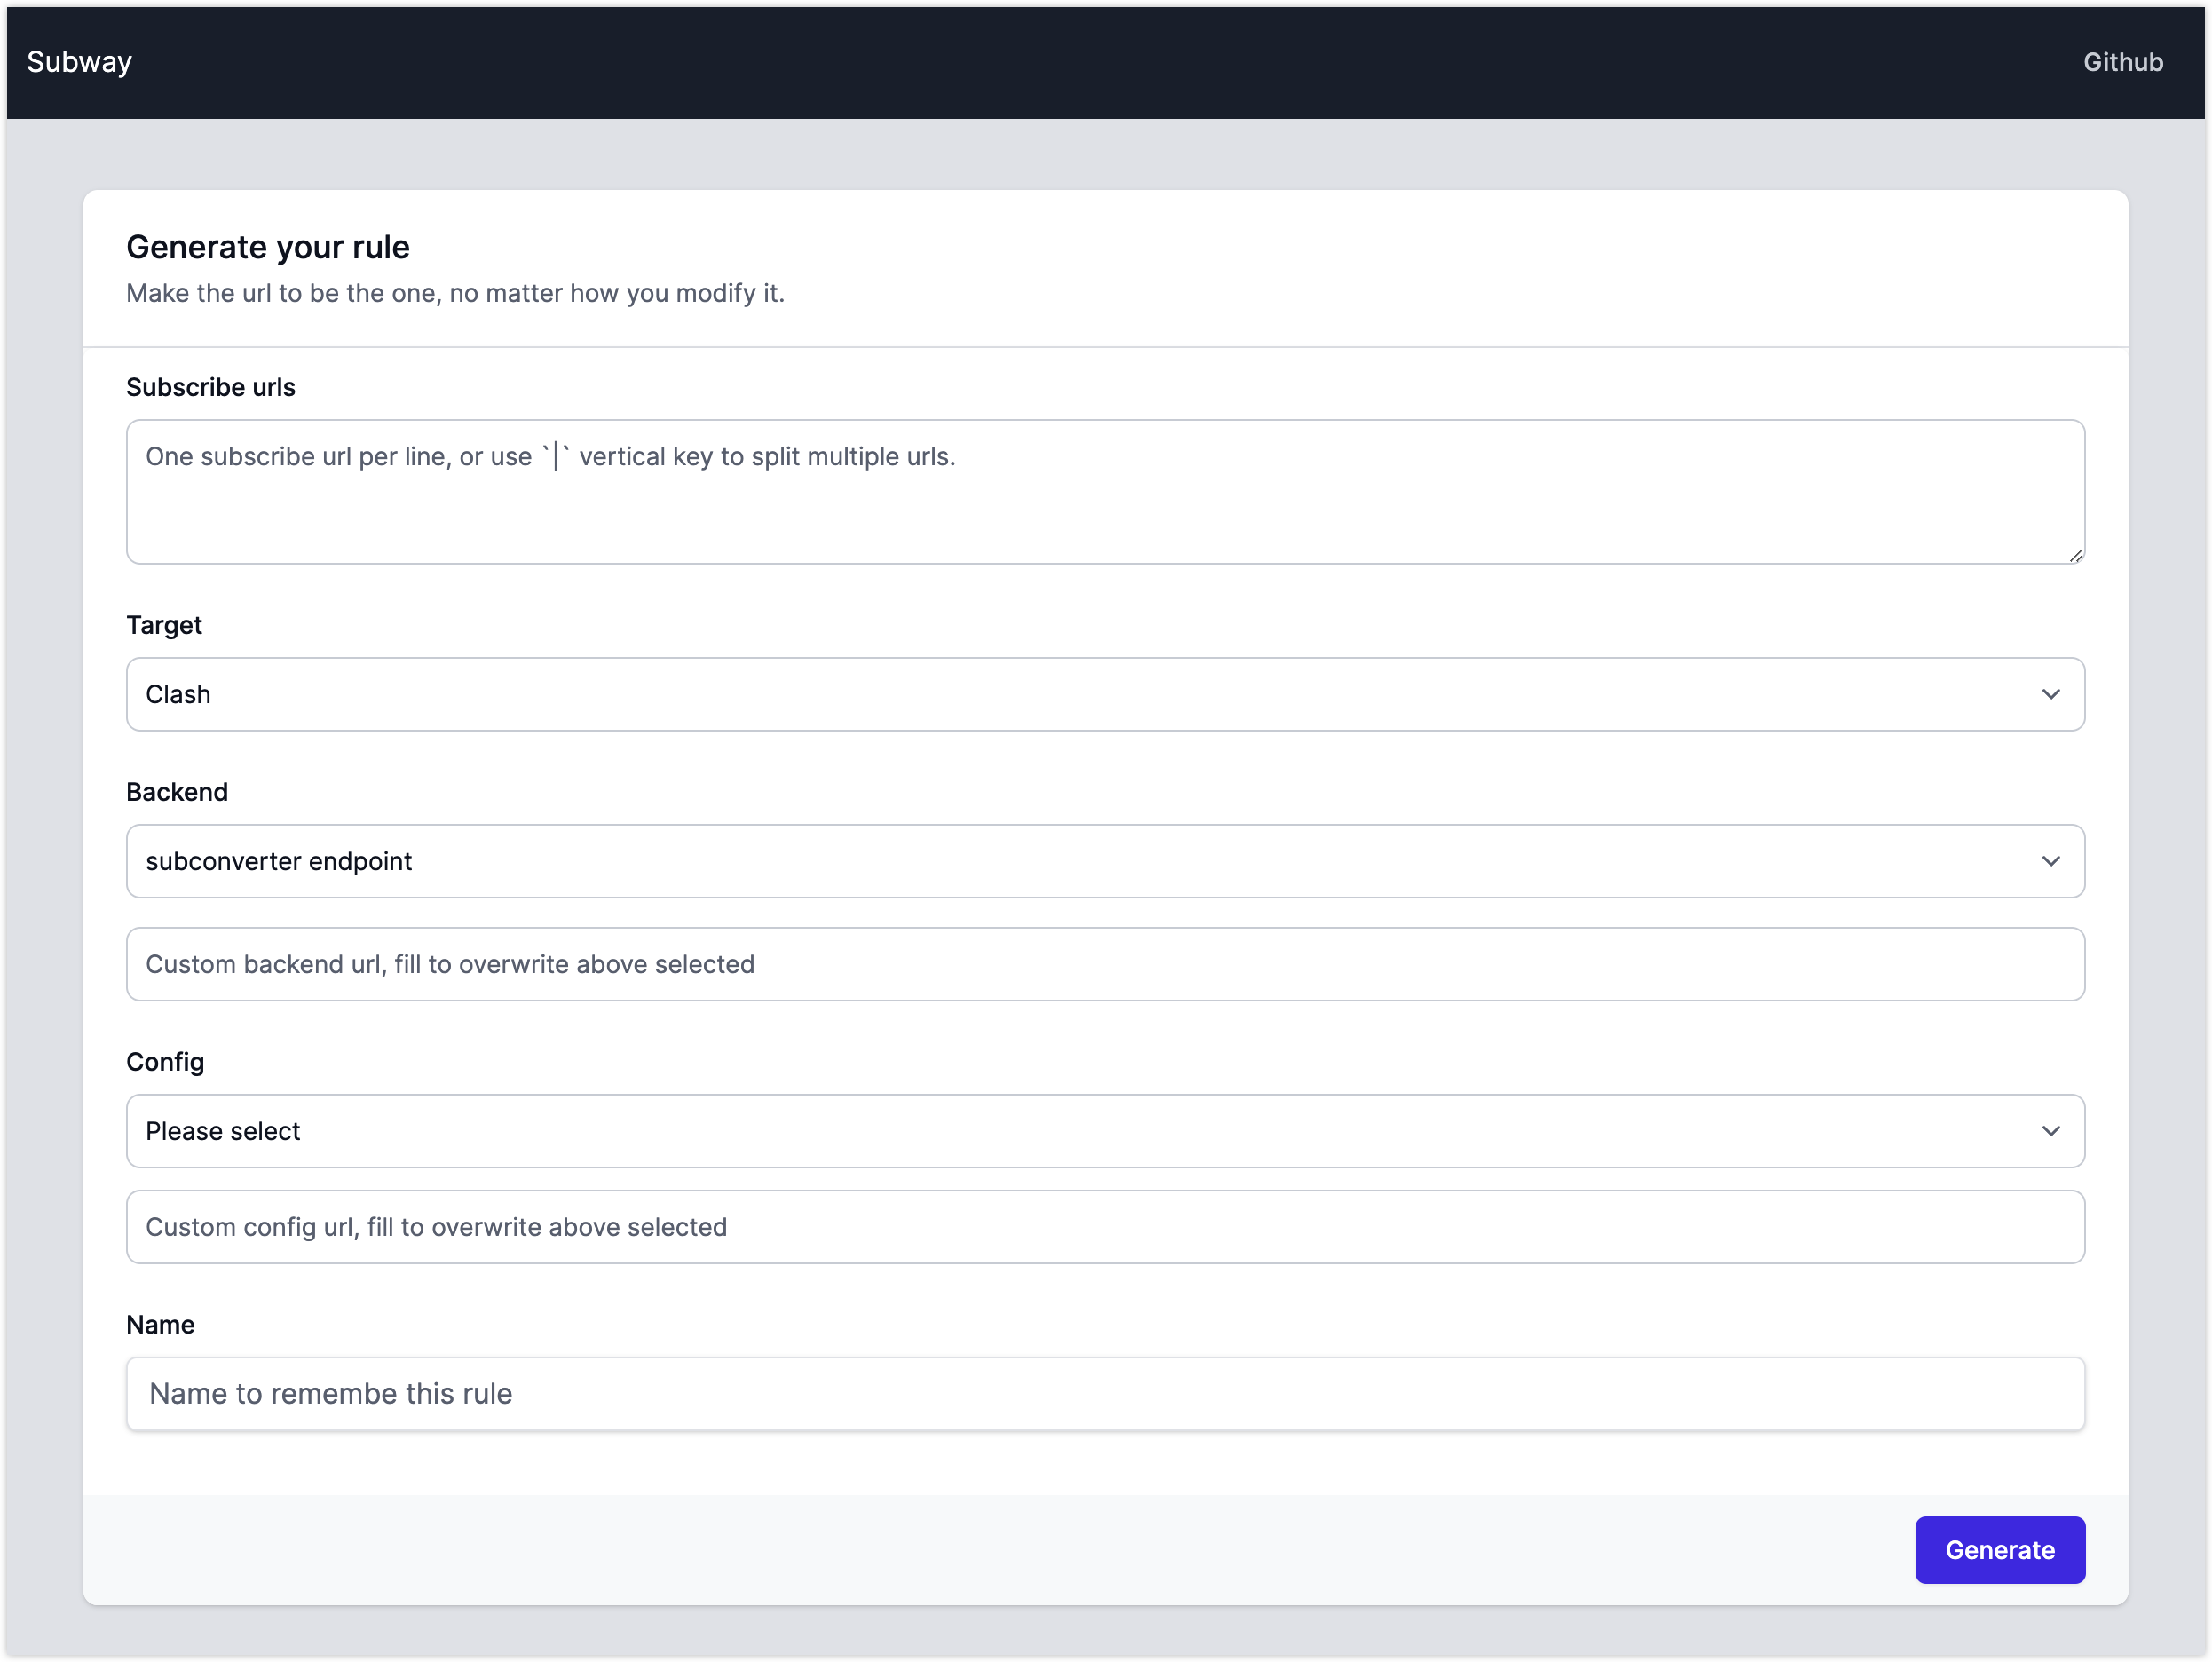 Subway
Github
Generate your rule
Make the url to be the one, no matter how you modify it.
Subscribe urls
One subscribe url per line, or use `|` vertical key to split multiple urls.
Target
Clash
Backend
subconverter endpoint
Custom backend url, fill to overwrite above selected
Config
Please select
Custom config url, fill to overwrite above selected
Name
Name to remembe this rule
Generate